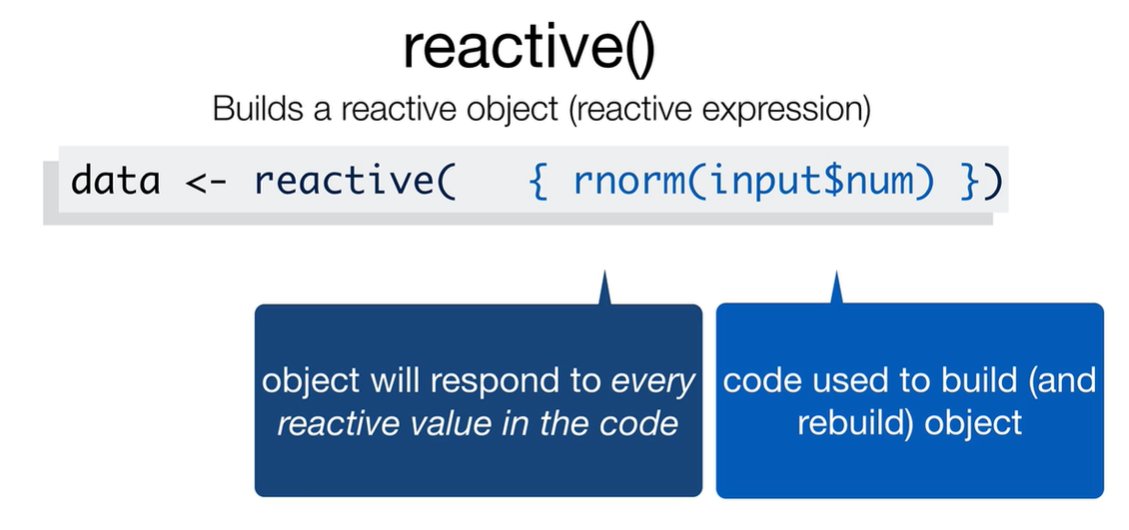 reactive()
Builds a reactive object (reactive expression)
data <- reactive(   { rnorm(input$num) })
object will respond to every
reactive value in the code
code used to build (and
rebuild) object